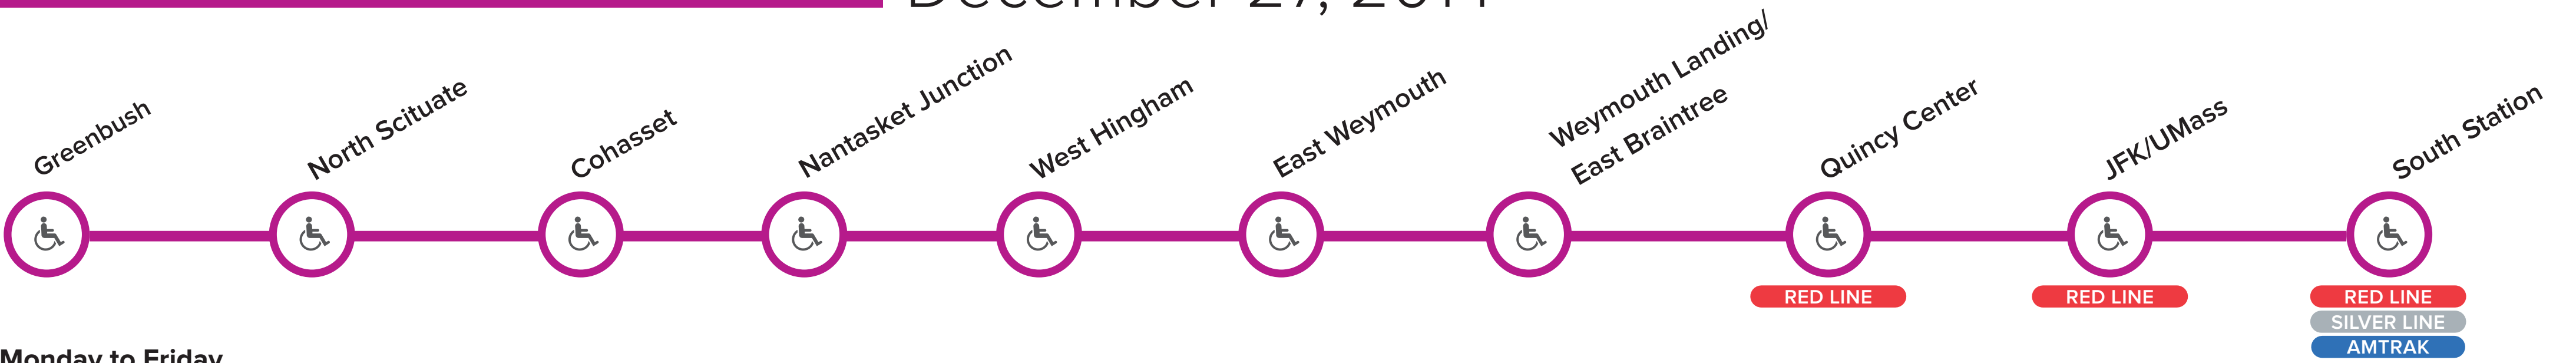 Greenbush
North Scituate
Cohasset
Nantasket Junction
West Hingham
East Weymouth
Weymouth Landing/
East Braintree
Quincy Center
JFK/UMass
South Station
RED LINE
RED LINE
RED LINE
SILVER LINE
AMTRAK
Monday to Friday